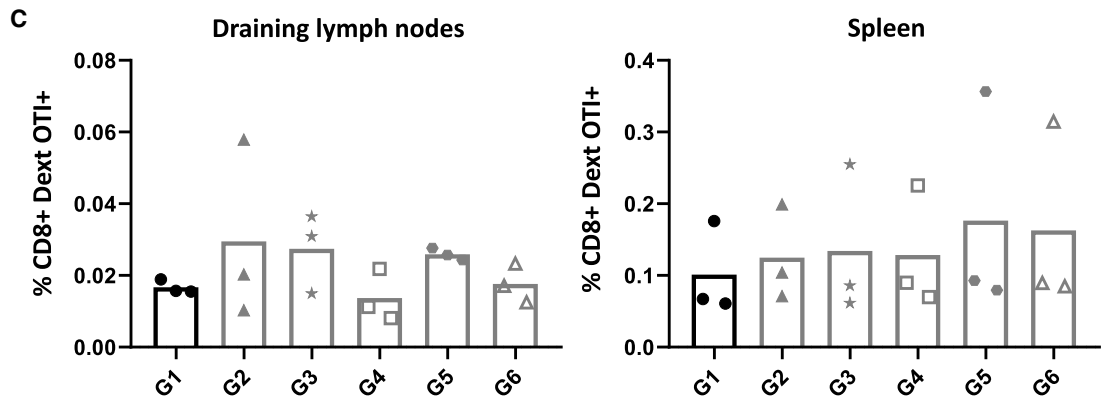 C
Draining lymph nodes
% CD8+ Dext OTI+
0.08
0.06
0.04
0.02
0.00
G1 G2 G3 G4 G5 G6
Spleen
% CD8+ Dext OTI+
0.4
0.3
0.2
0.1
0.0
G1 G2 G3 G4 G5 G6